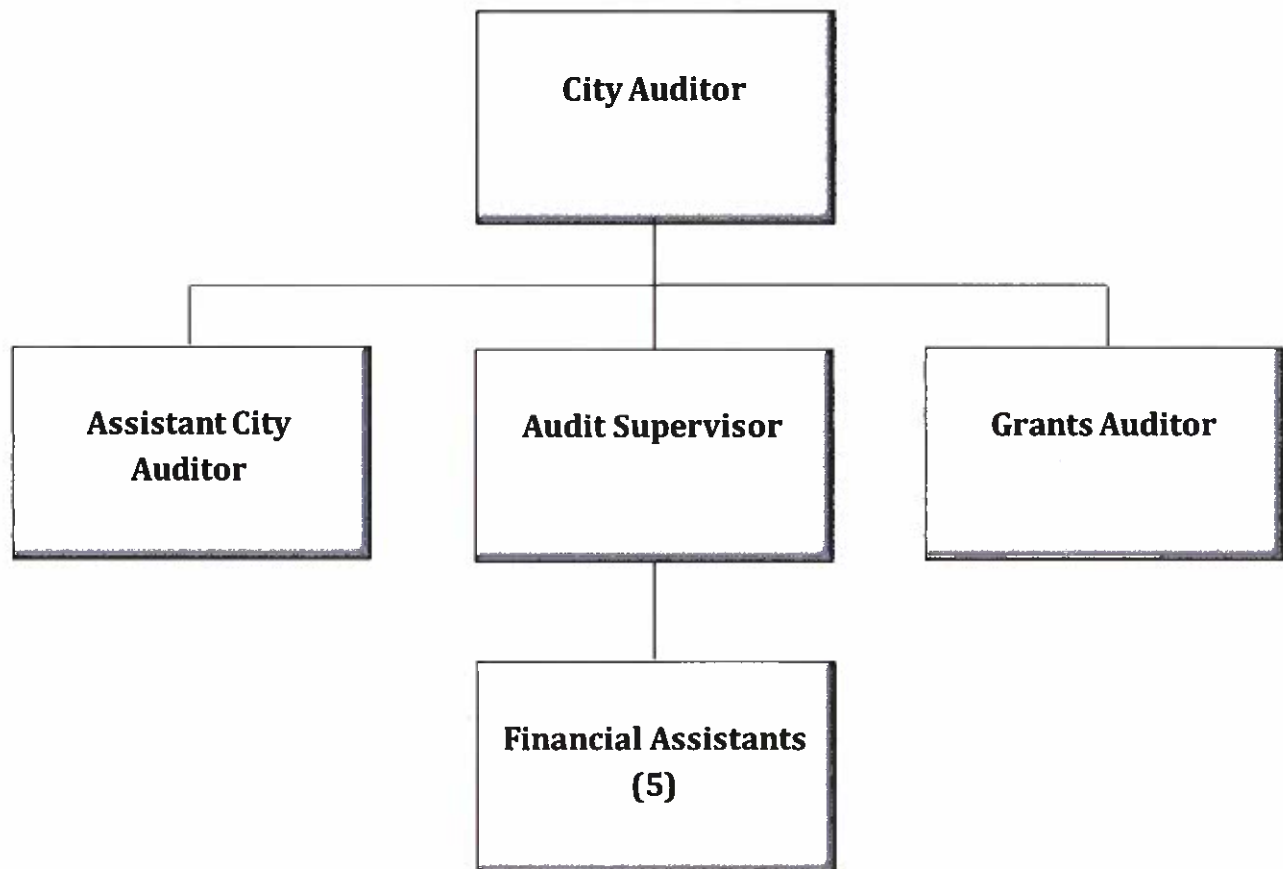 City Auditor
Assistant City
Auditor
Audit Supervisor
Grants Auditor
Financial Assistants
(5)